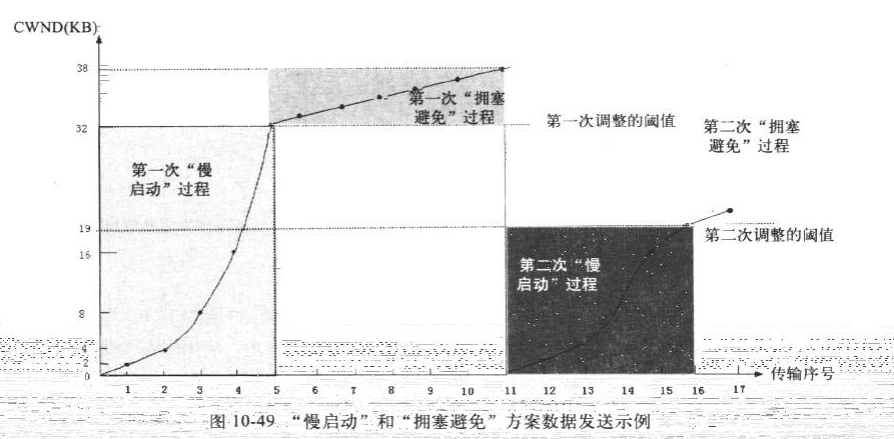 CWND(KB)
38
第一次“拥塞
避免”过程
32
第一次调整的阈值
第二次“拥塞
避免”过程
第一次“慢
启动”过程
19
第二次调整的阈值
16
第二次“慢
启动”过程
8
4
2
0
传输序号
1 2 3 4 5 6 7 8 9 10 11 12 13 14 15 16 17
图 10-49 “慢启动”和“拥塞避免”方案数据发送示例